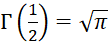 Γ(1/2) = √π